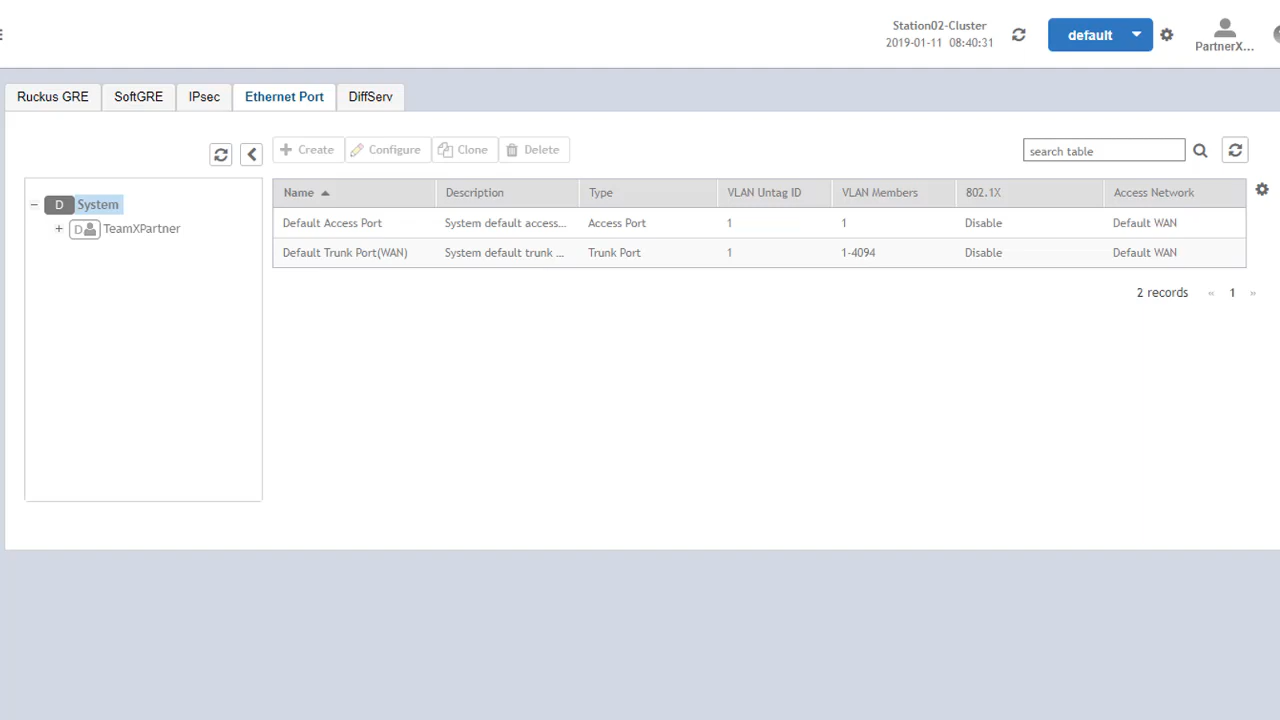 Station02-Cluster
2019-01-11 08:40:31
default
PartnerX...
Ruckus GRE
SoftGRE
IPsec
Ethernet Port
DiffServ
Create
Configure
Clone
Delete
search table
D System
D TeamXPartner
Name Description Type VLAN Untag ID VLAN Members 802.1X Access Network
Default Access Port System default access... Access Port 1 1 Disable Default WAN
Default Trunk Port(WAN) System default trunk ... Trunk Port 1 1-4094 Disable Default WAN
2 records « 1 »